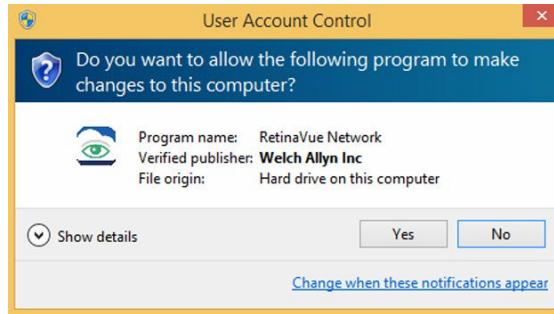 User Account Control
Do you want to allow the following program to make
changes to this computer?
Program name: RetinaVue Network
Verified publisher: Welch Allyn Inc
File origin: Hard drive on this computer
Show details
Yes No
Change when these notifications appear